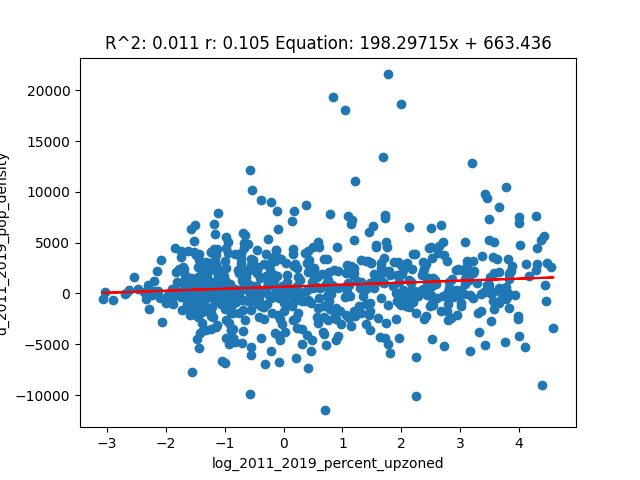 R^2: 0.011 r: 0.105 Equation: 198.29715x + 663.436
20000
15000
10000
5000
0
−5000
−10000
d_2011_2019_pop_density
−3 −2 −1 0 1 2 3 4
log_2011_2019_percent_upzoned